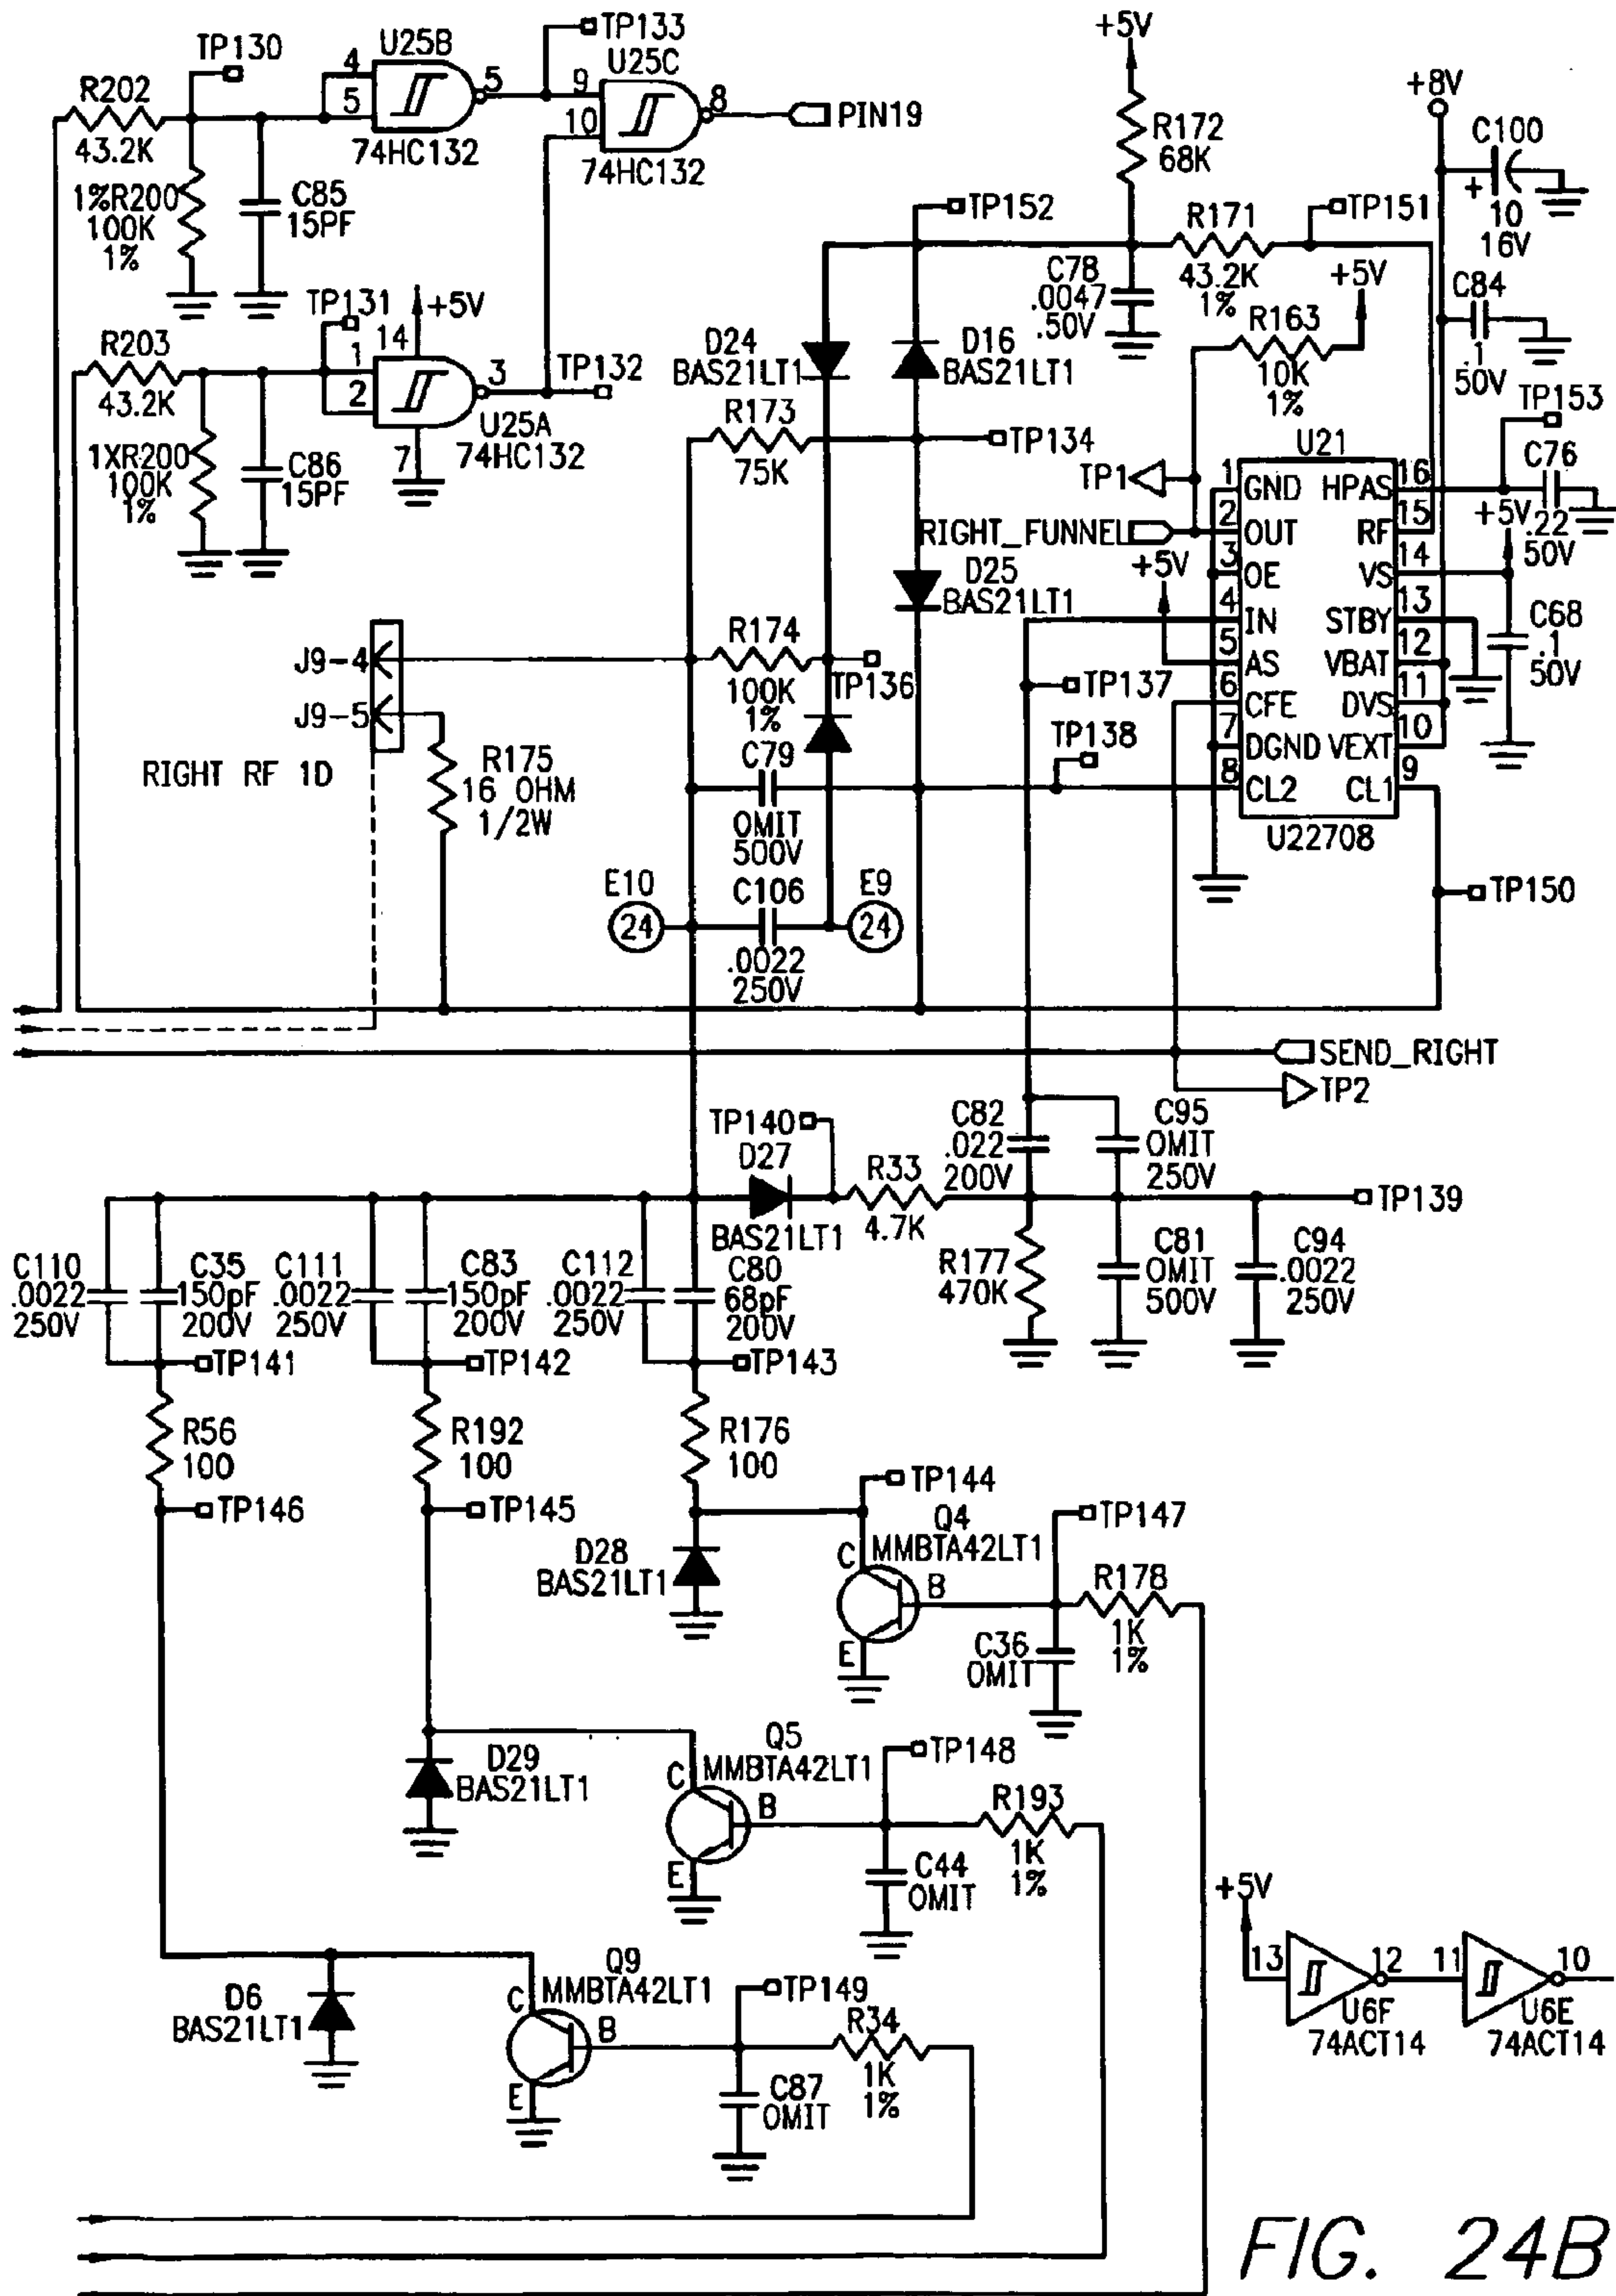 TP130
R202
43.2K
1%R200
100K
1%
C85
15PF
4
5
U25B
5
74HC132
TP133
U25C
9
10
8
74HC132
PIN19
TP131
+5V
14
R203
43.2K
1
2
3
7
U25A
74HC132
TP132
1XR200
100K
1%
C86
15PF
+5V
R172
68K
+8V
C100
+
10
16V
TP152
R171
43.2K
1%
TP151
C78
.0047
.50V
+5V
C84
.1
50V
D24
BAS21LT1
D16
BAS21LT1
R163
10K
1%
TP153
R173
75K
TP134
TP1
RIGHT_FUNNEL
+5V
U21
1 GND HPAS 16
2 OUT RF 15
3 OE VS 14
4 IN STBY 13
5 AS VBAT 12
6 CFE DVS 11
7 DGND VEXT 10
8 CL2 CL1 9
U22708
C76
.22
50V
+5V
C68
.1
50V
D25
BAS21LT1
J9-4
J9-5
RIGHT RF 1D
R174
100K
1%
TP136
TP137
TP138
R175
16 OHM
1/2W
C79
OMIT
500V
E10
24
C106
.0022
250V
E9
24
TP150
SEND_RIGHT
TP2
TP140
D27
BAS21LT1
R33
4.7K
C82
.022
200V
C95
OMIT
250V
TP139
R177
470K
C81
OMIT
500V
C94
.0022
250V
C110
.0022
250V
C35
150pF
200V
C111
.0022
250V
C83
150pF
200V
C112
.0022
250V
C80
68pF
200V
TP141
TP142
TP143
R56
100
R192
100
R176
100
TP146
TP145
TP144
Q4
MMBTA42LT1
C
B
E
TP147
D28
BAS21LT1
R178
1K
1%
C36
OMIT
D29
BAS21LT1
Q5
MMBTA42LT1
C
B
E
TP148
R193
1K
1%
C44
OMIT
D6
BAS21LT1
Q9
MMBTA42LT1
C
B
E
TP149
R34
1K
1%
C87
OMIT
+5V
13
12
U6F
74ACT14
11
10
U6E
74ACT14
FIG. 24B